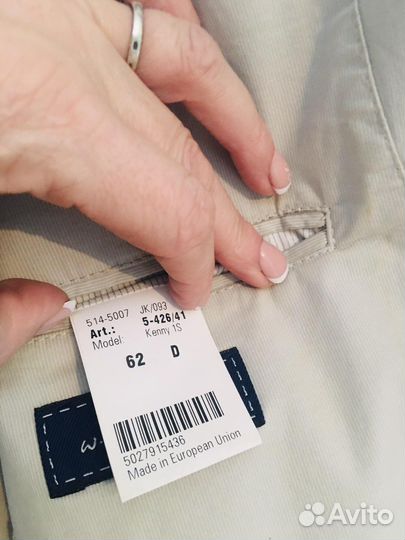 514-5007 JK/093
Art.: 5-426/41
Model: Kenny 1S
62 D
5027915436
Made in European Union
Avito